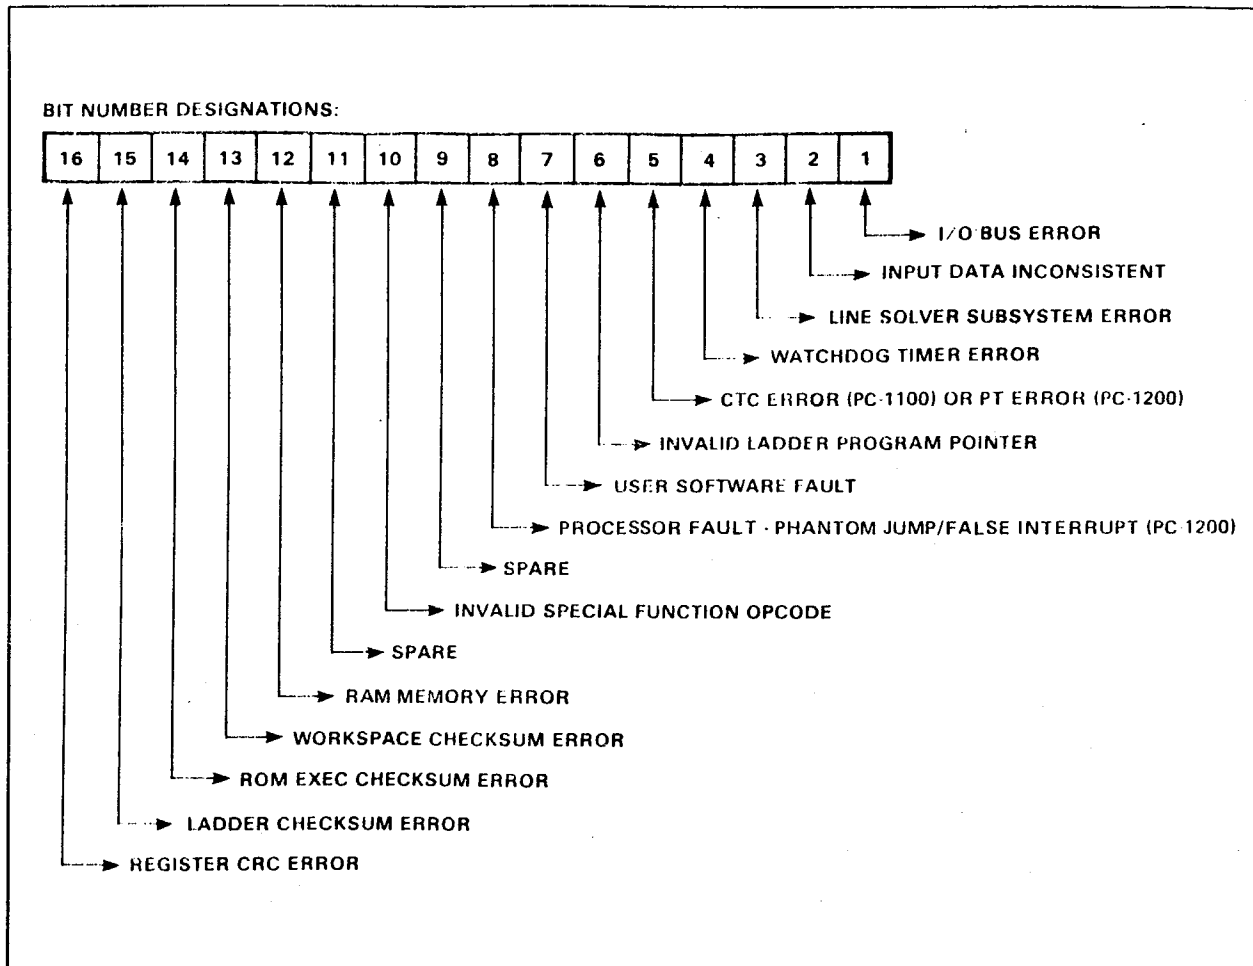 BIT NUMBER DESIGNATIONS:
16 15 14 13 12 11 10 9 8 7 6 5 4 3 2 1
I/O BUS ERROR
INPUT DATA INCONSISTENT
LINE SOLVER SUBSYSTEM ERROR
WATCHDOG TIMER ERROR
CTC ERROR (PC-1100) OR PT ERROR (PC-1200)
INVALID LADDER PROGRAM POINTER
USER SOFTWARE FAULT
PROCESSOR FAULT - PHANTOM JUMP/FALSE INTERRUPT (PC-1200)
SPARE
INVALID SPECIAL FUNCTION OPCODE
SPARE
RAM MEMORY ERROR
WORKSPACE CHECKSUM ERROR
ROM EXEC CHECKSUM ERROR
LADDER CHECKSUM ERROR
REGISTER CRC ERROR